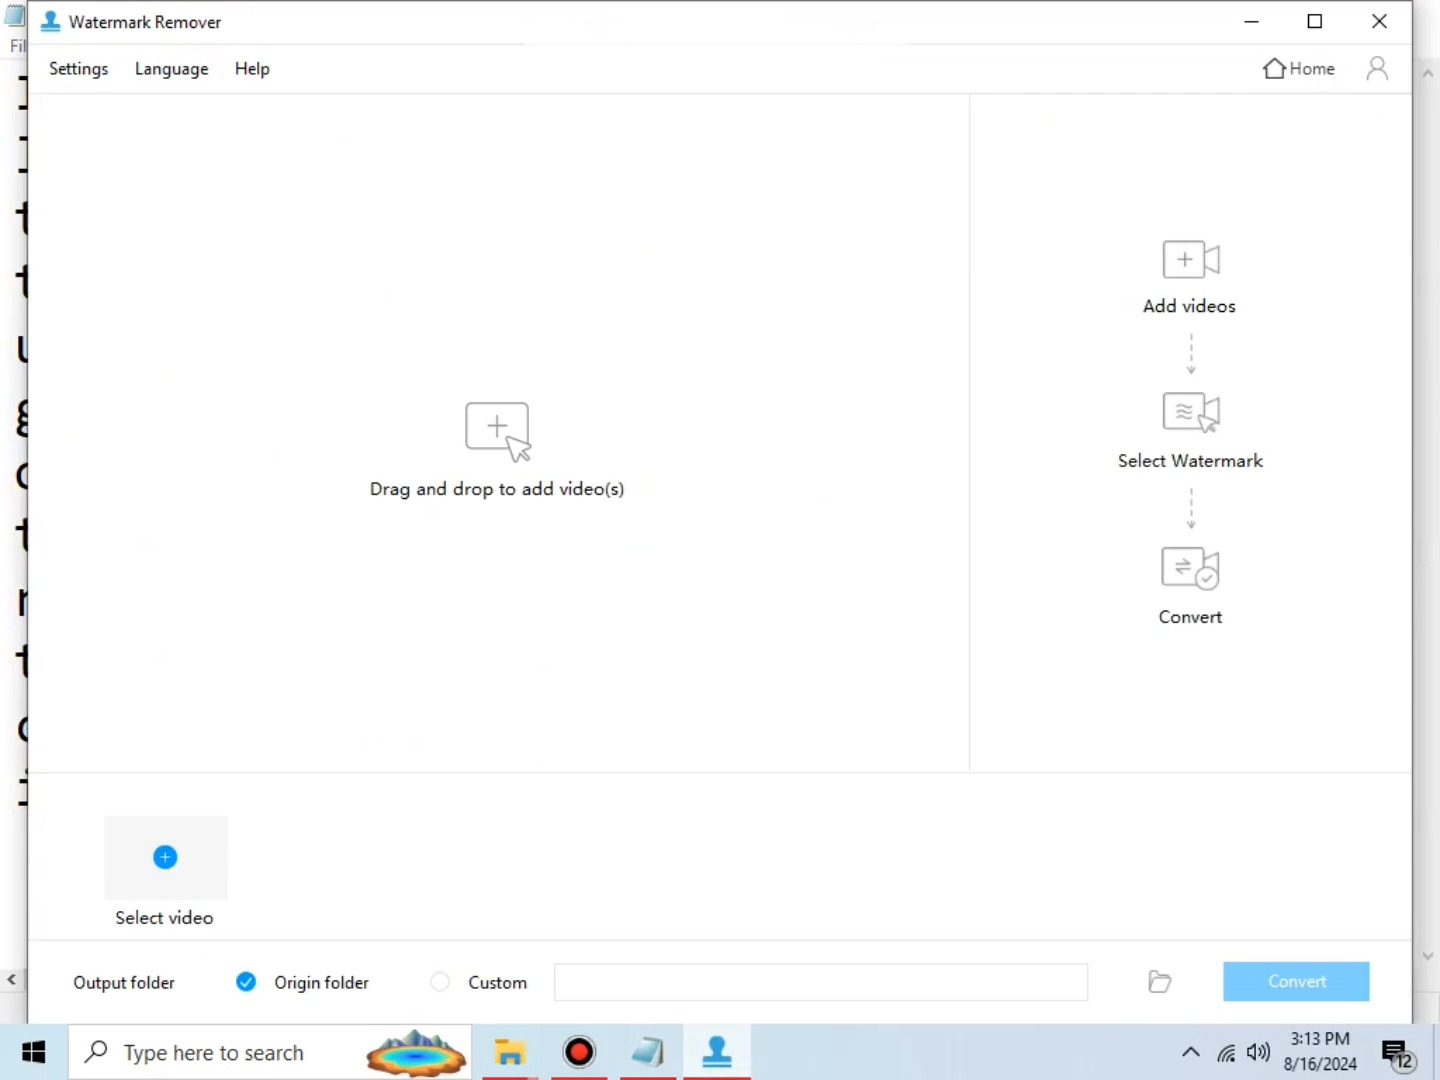 Watermark Remover
Fil
Settings Language Help
Home
Add videos
Select Watermark
Drag and drop to add video(s)
Convert
Select video
Output folder Origin folder Custom Convert
Type here to search
3:13 PM
8/16/2024
12